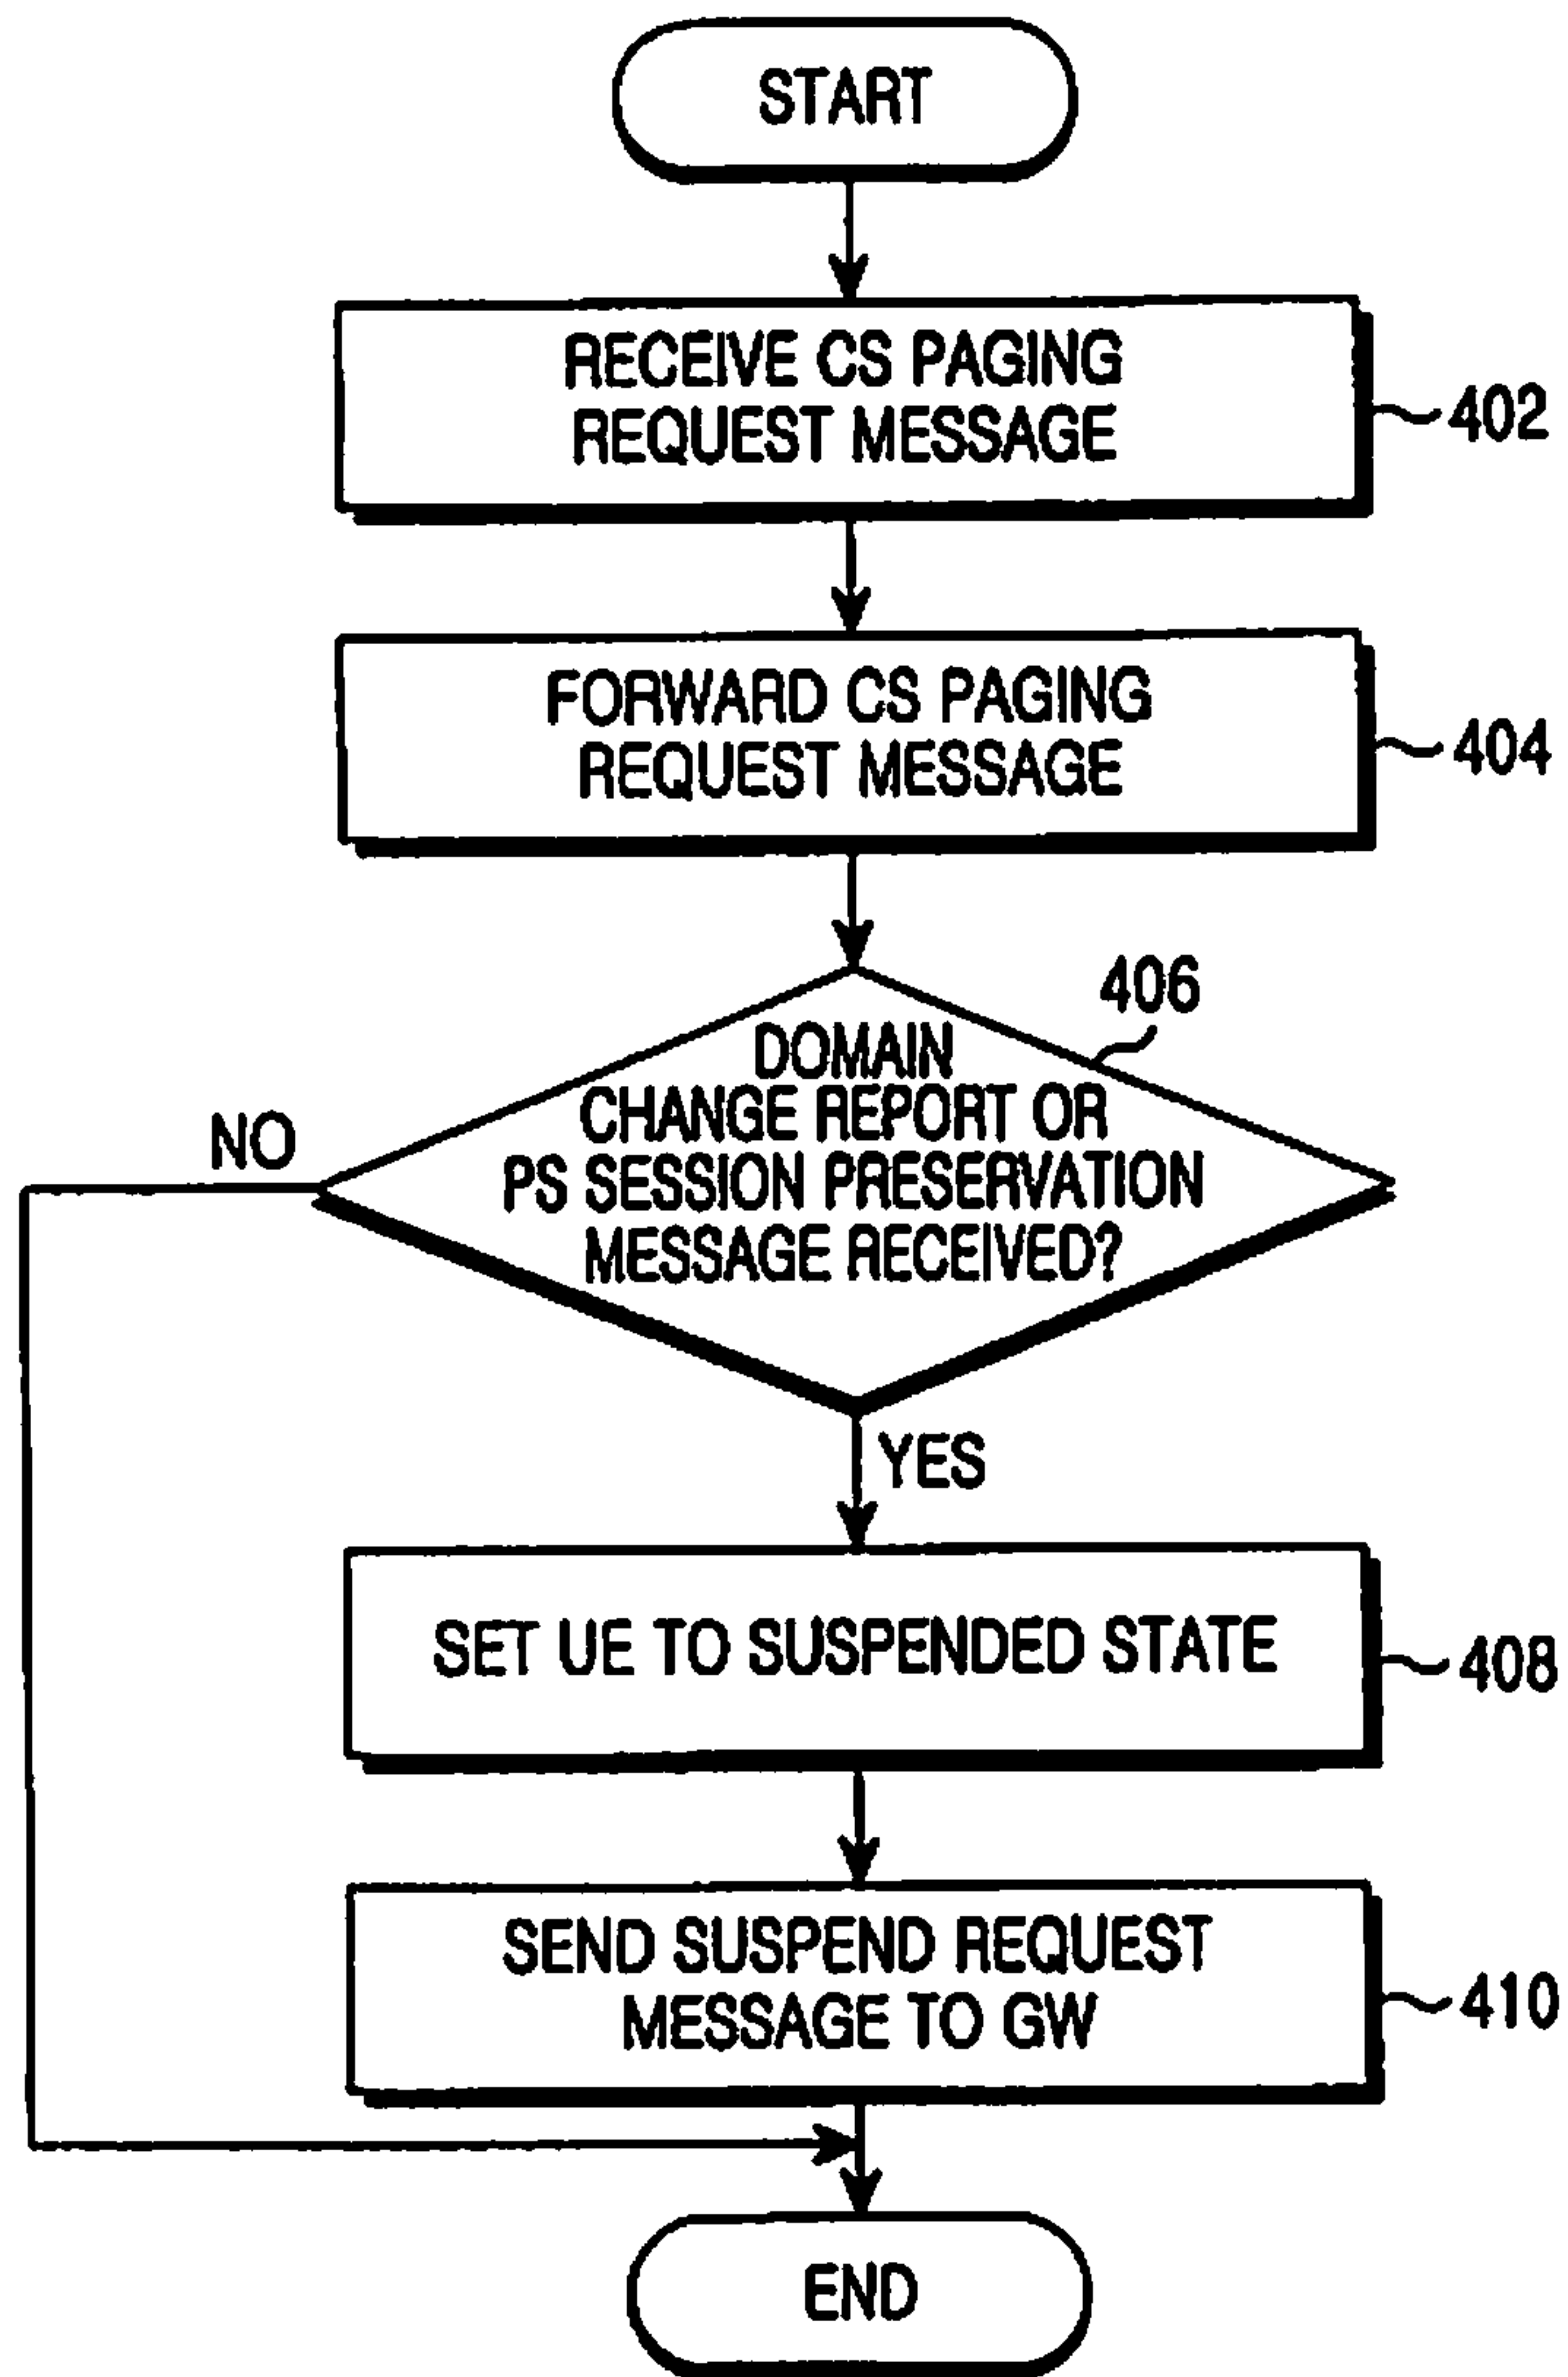 START
RECEIVE CS PAGING
REQUEST MESSAGE
402
FORWARD CS PAGING
REQUEST MESSAGE
404
406
DOMAIN
CHANGE REPORT OR
PS SESSION PRESERVATION
MESSAGE RECEIVED?
NO
YES
SET UE TO SUSPENDED STATE
408
SEND SUSPEND REQUEST
MESSAGE TO GW
410
END